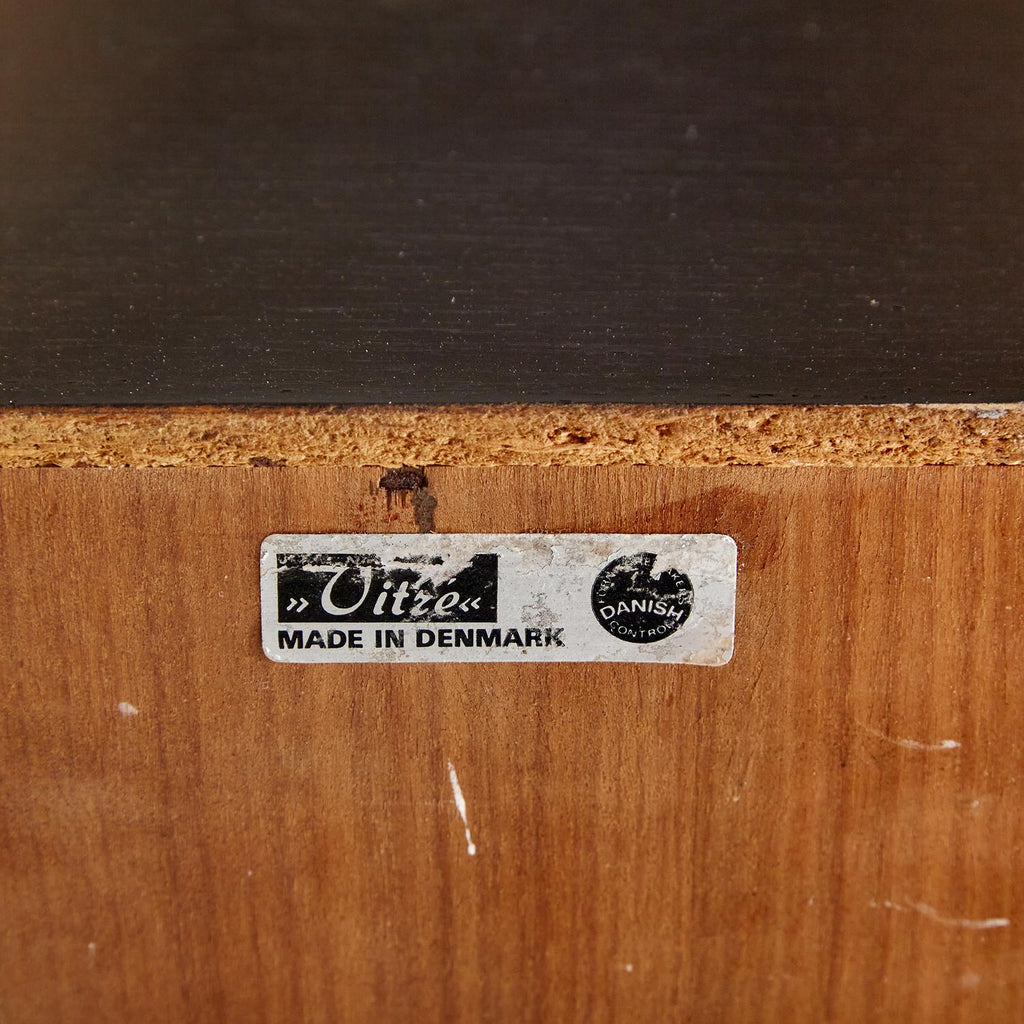 »Vitré«
MADE IN DENMARK
DANISH
CONTROL